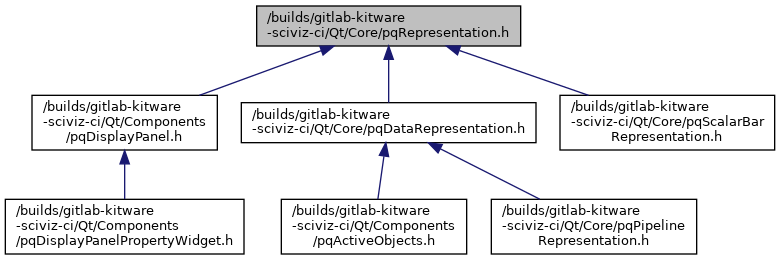 /builds/gitlab-kitware
-sciviz-ci/Qt/Core/pqRepresentation.h
/builds/gitlab-kitware
-sciviz-ci/Qt/Components
/pqDisplayPanel.h
/builds/gitlab-kitware
-sciviz-ci/Qt/Core/pqDataRepresentation.h
/builds/gitlab-kitware
-sciviz-ci/Qt/Core/pqScalarBar
Representation.h
/builds/gitlab-kitware
-sciviz-ci/Qt/Components
/pqDisplayPanelPropertyWidget.h
/builds/gitlab-kitware
-sciviz-ci/Qt/Components
/pqActiveObjects.h
/builds/gitlab-kitware
-sciviz-ci/Qt/Core/pqPipeline
Representation.h